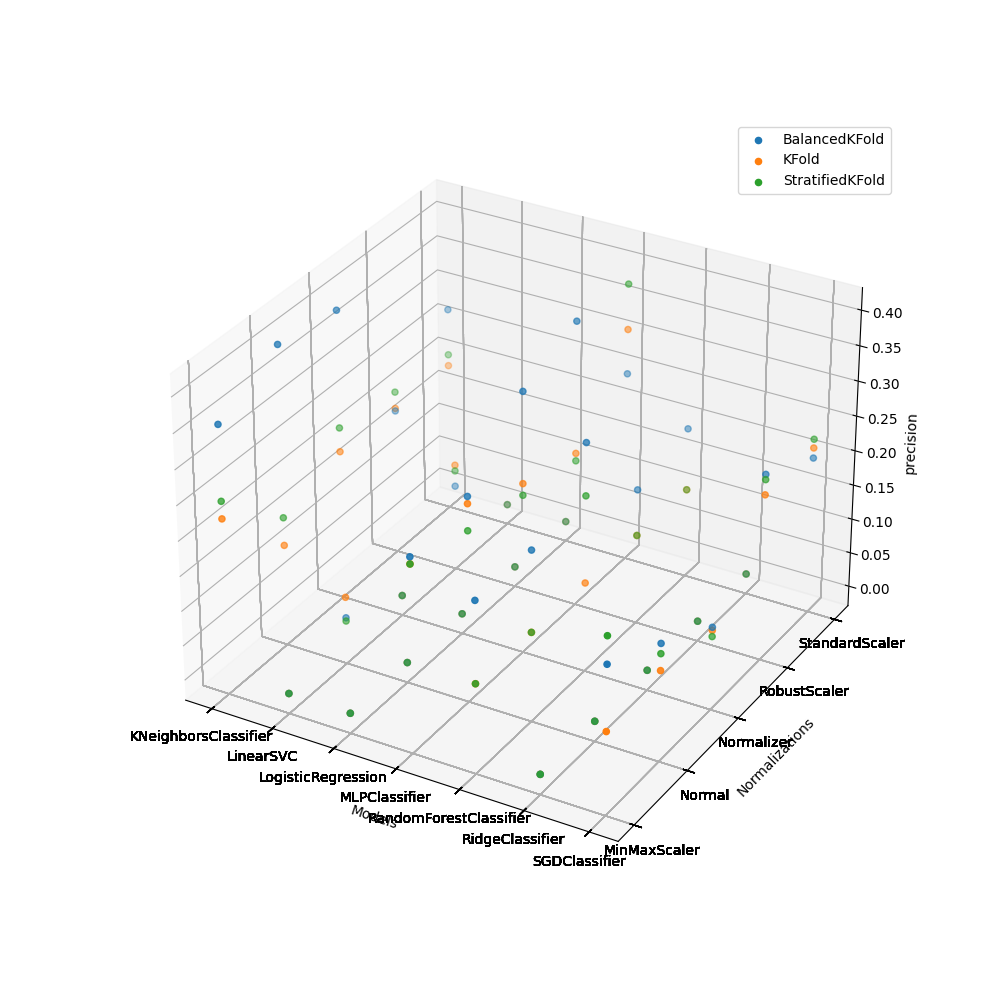 BalancedKFold
KFold
StratifiedKFold
0.40
0.35
0.30
0.25
0.20
0.15
0.10
0.05
0.00
precision
StandardScaler
RobustScaler
Normalizer
Normal
MinMaxScaler
Normalizations
KNeighborsClassifier
LinearSVC
LogisticRegression
MLPClassifier
RandomForestClassifier
RidgeClassifier
SGDClassifier
Models